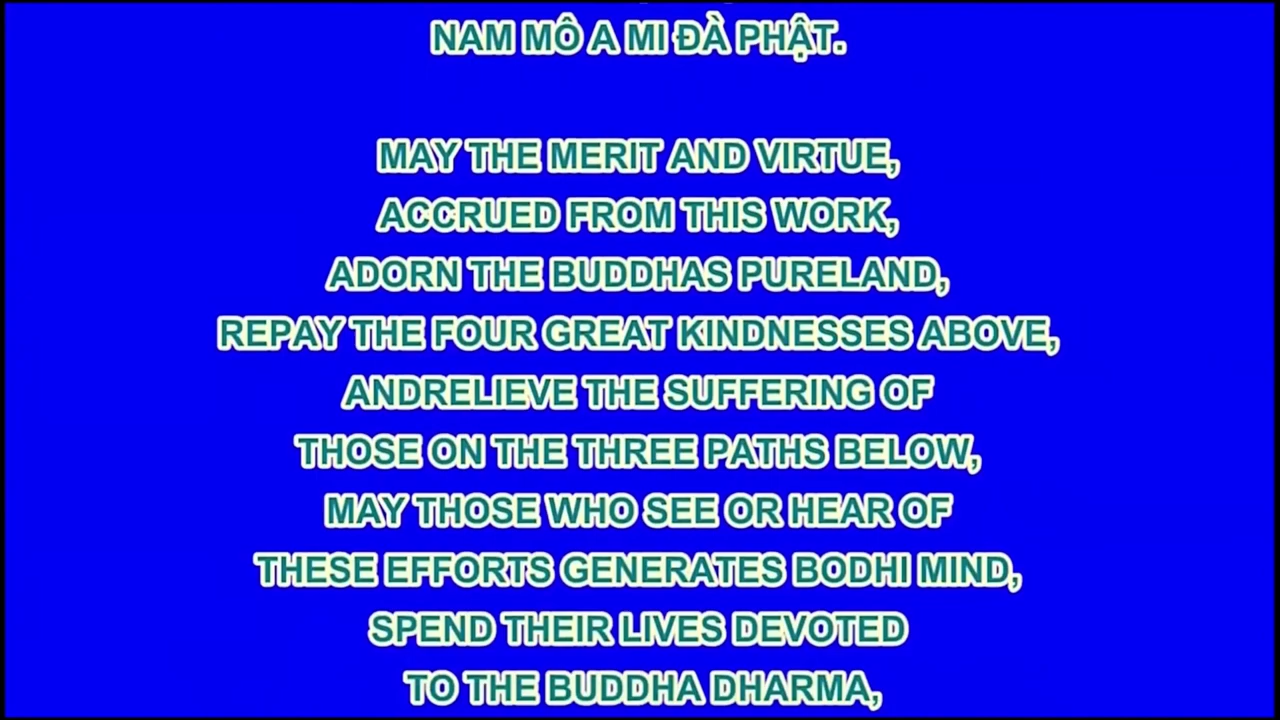 NAM MÔ A MI ĐÀ PHẬT.
MAY THE MERIT AND VIRTUE,
ACCRUED FROM THIS WORK,
ADORN THE BUDDHAS PURELAND,
REPAY THE FOUR GREAT KINDNESSES ABOVE,
ANDRELIEVE THE SUFFERING OF
THOSE ON THE THREE PATHS BELOW,
MAY THOSE WHO SEE OR HEAR OF
THESE EFFORTS GENERATES BODHI MIND,
SPEND THEIR LIVES DEVOTED
TO THE BUDDHA DHARMA,